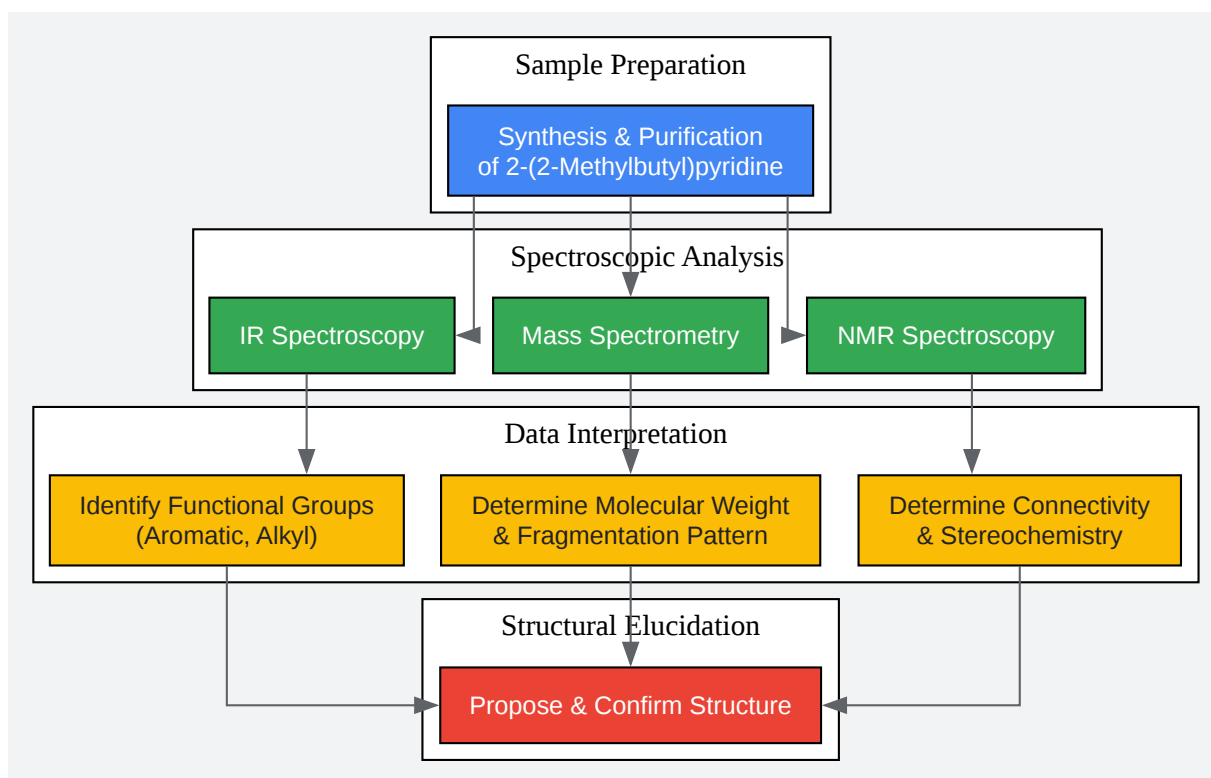 Sample Preparation
Synthesis & Purification
of 2-(2-Methylbutyl)pyridine
Spectroscopic Analysis
IR Spectroscopy
Mass Spectrometry
NMR Spectroscopy
Data Interpretation
Identify Functional Groups
(Aromatic, Alkyl)
Determine Molecular Weight
& Fragmentation Pattern
Determine Connectivity
& Stereochemistry
Structural Elucidation
Propose & Confirm Structure